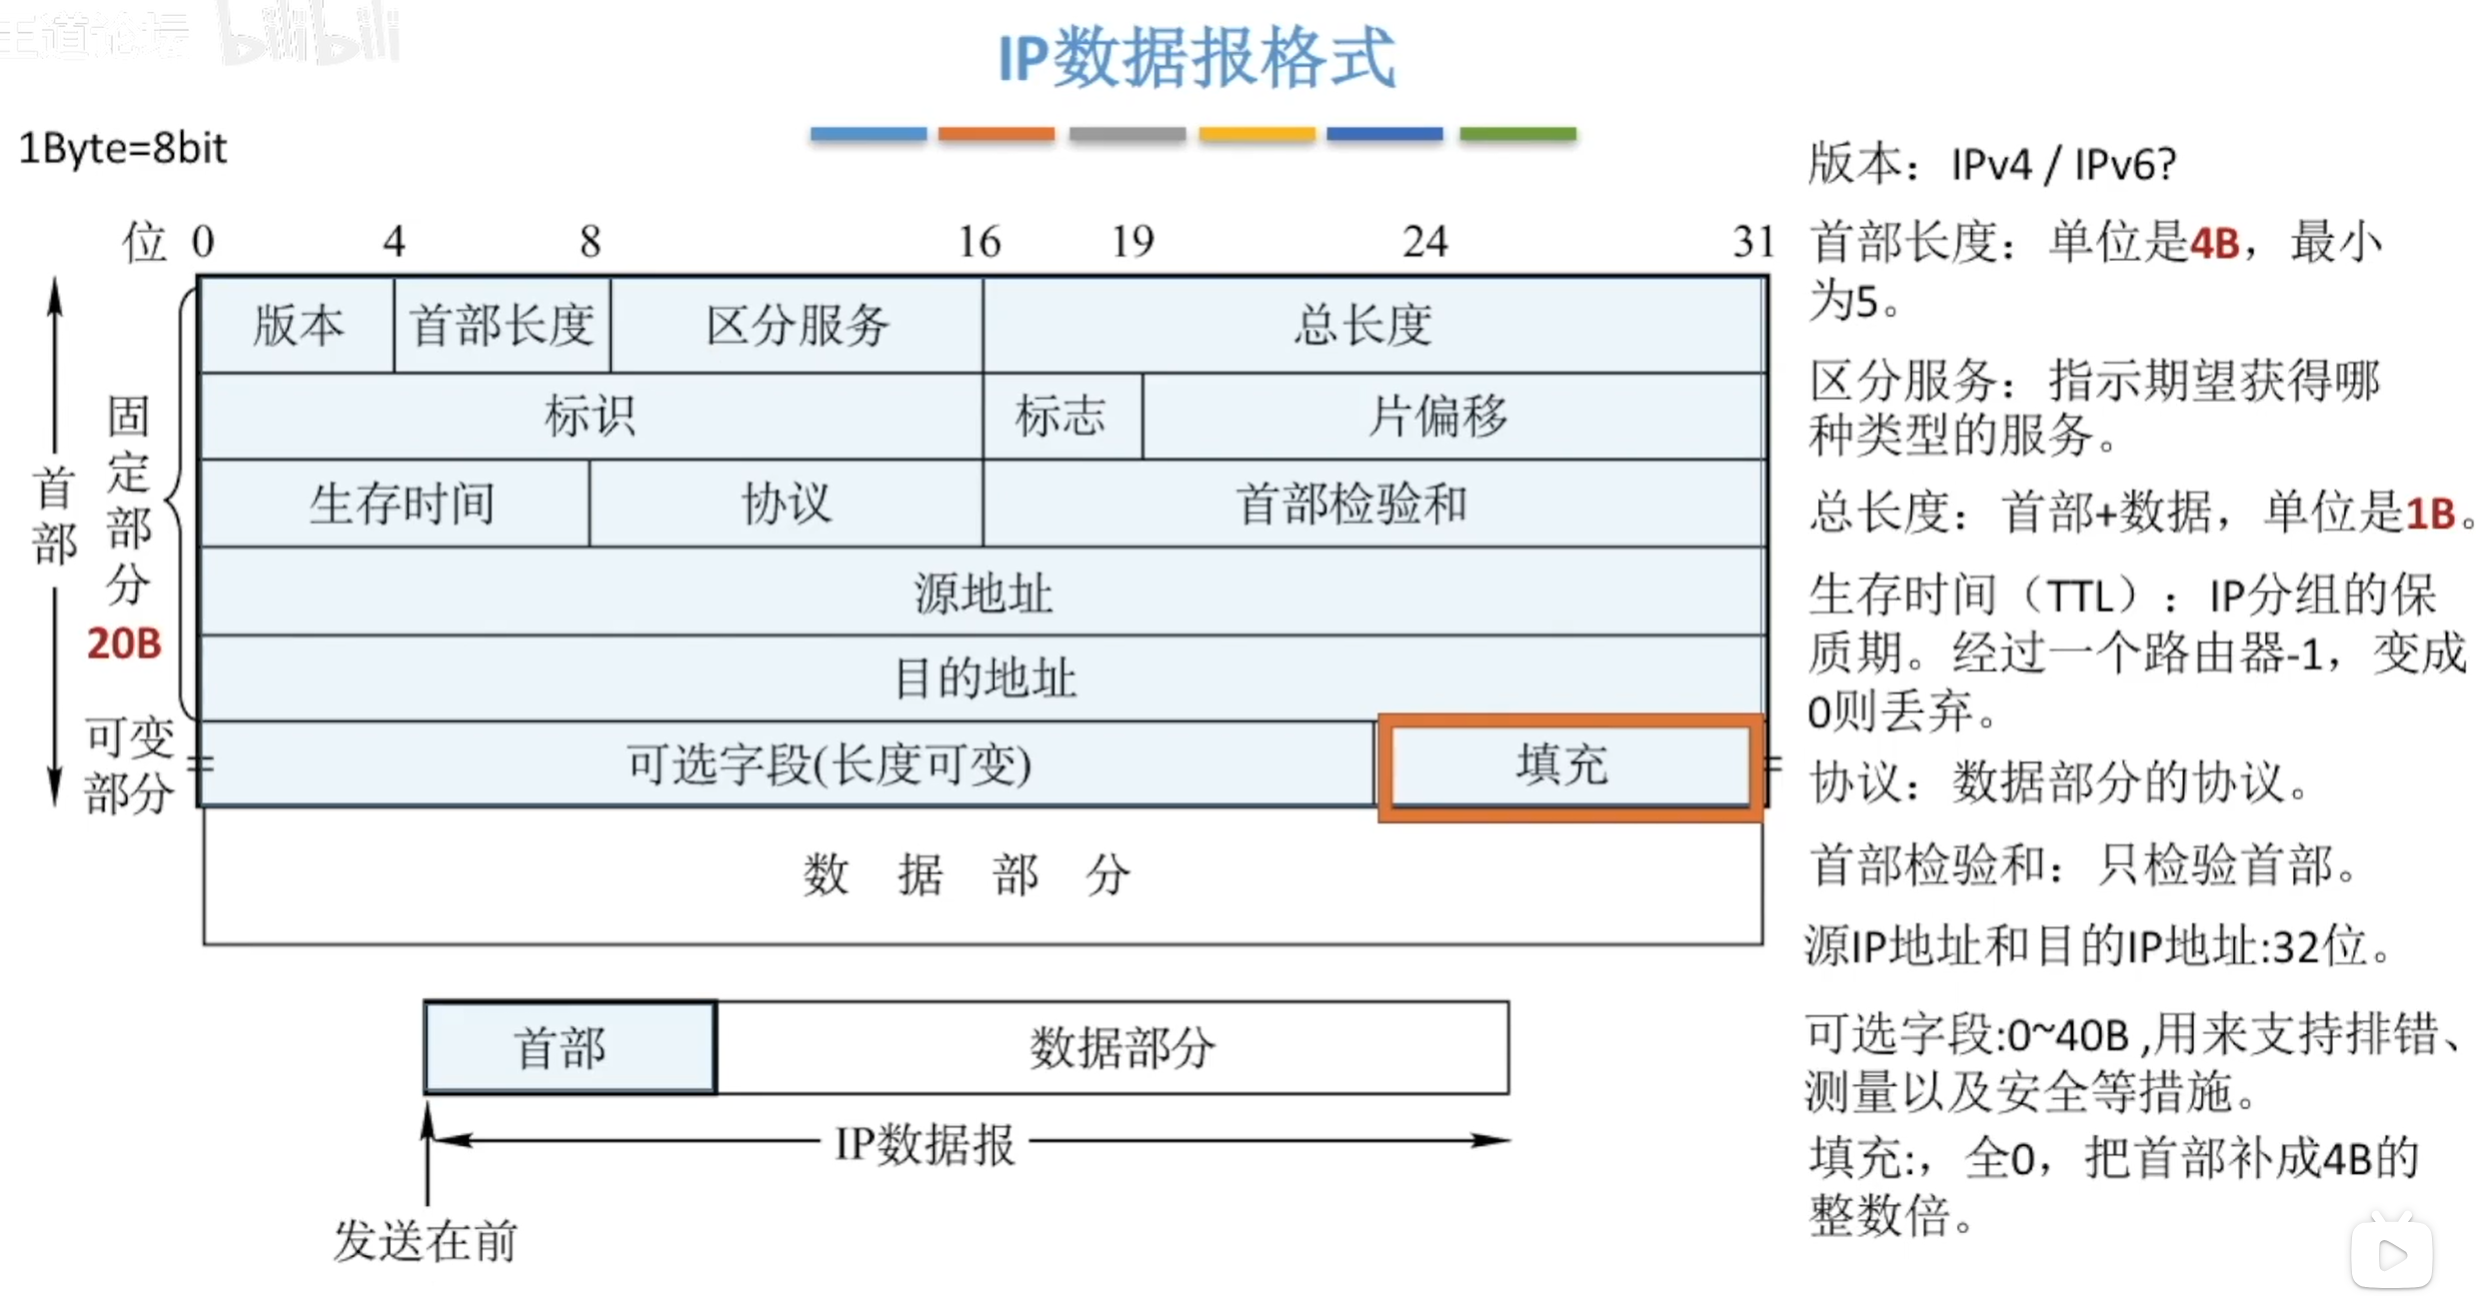 王道论坛 bilibili
IP数据报格式
1Byte=8bit
位 0 4 8 16 19 24 31
版本 首部长度 区分服务 总长度
标识 标志 片偏移
生存时间 协议 首部检验和
源地址
目的地址
可选字段(长度可变) 填充
数据部分
首部
固定部分
20B
可变
部分
首部 数据部分
IP数据报
发送在前
版本：IPv4 / IPv6?
首部长度：单位是4B，最小
为5。
区分服务：指示期望获得哪
种类型的服务。
总长度：首部+数据，单位是1B。
生存时间（TTL）：IP分组的保
质期。经过一个路由器-1，变成
0则丢弃。
协议：数据部分的协议。
首部检验和：只检验首部。
源IP地址和目的IP地址:32位。
可选字段:0~40B ,用来支持排错、
测量以及安全等措施。
填充:，全0，把首部补成4B的
整数倍。